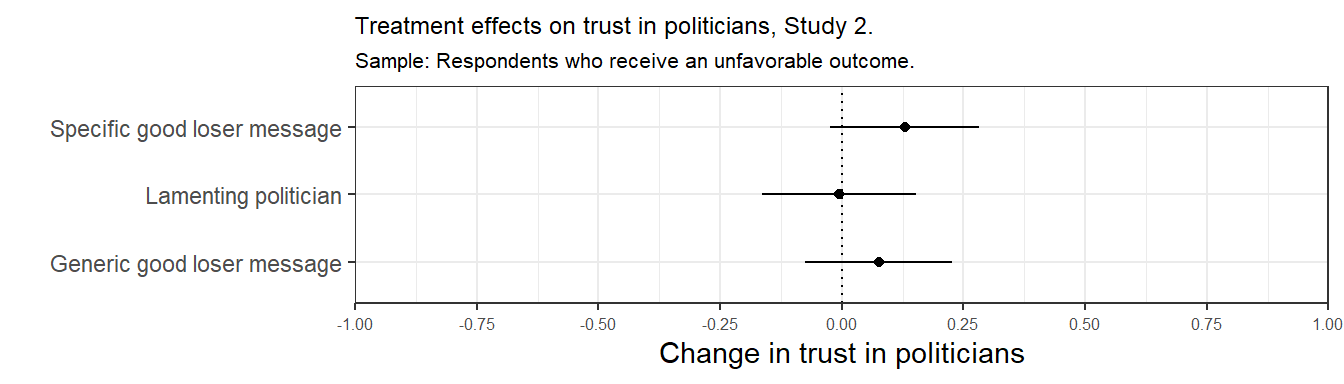 Treatment effects on trust in politicians, Study 2.
Sample: Respondents who receive an unfavorable outcome.
Specific good loser message
Lamenting politician
Generic good loser message
-1.00 -0.75 -0.50 -0.25 0.00 0.25 0.50 0.75 1.00
Change in trust in politicians